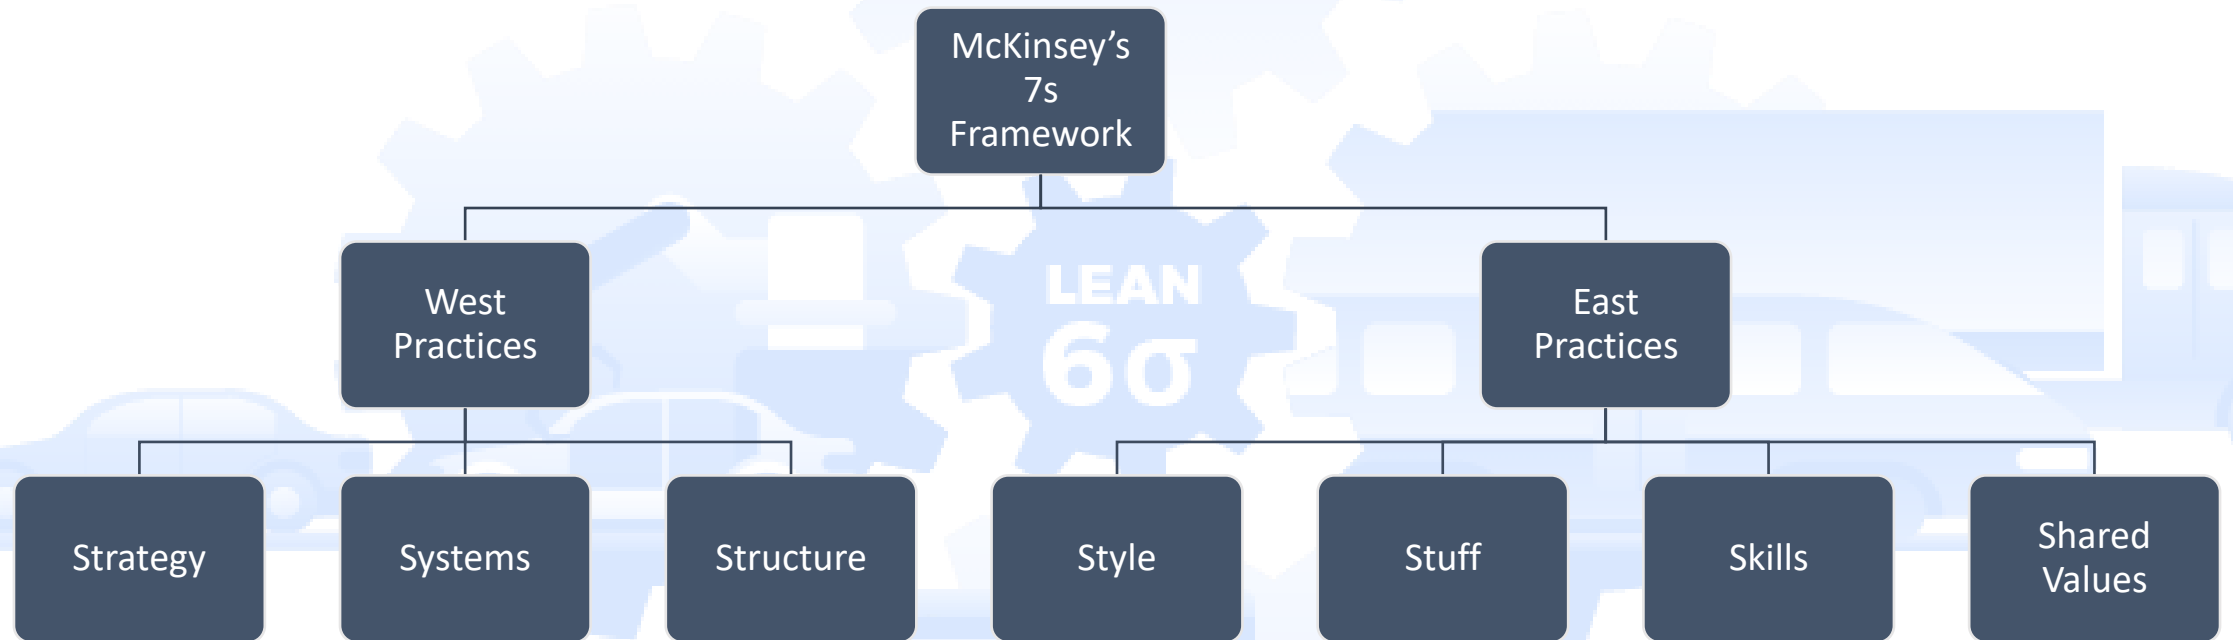 McKinsey’s
7s
Framework
LEAN
6σ
West
Practices
East
Practices
Strategy
Systems
Structure
Style
Stuff
Skills
Shared
Values